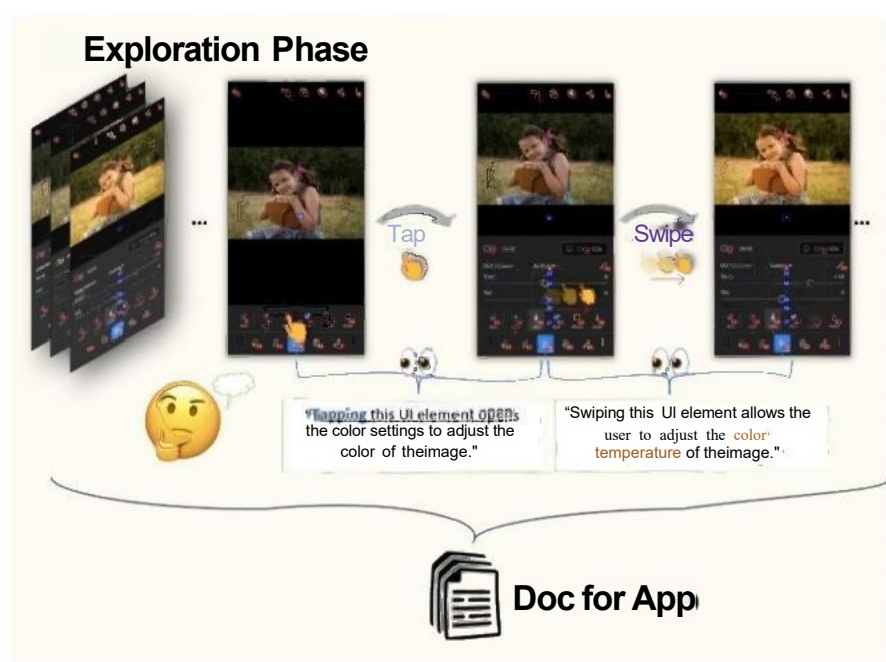 Exploration Phase
...
...
Tap
Swipe
"Tapping this UI element opens
the color settings to adjust the
color of theimage."
“Swiping this UI element allows the
user to adjust the color
temperature of theimage."
Doc for App